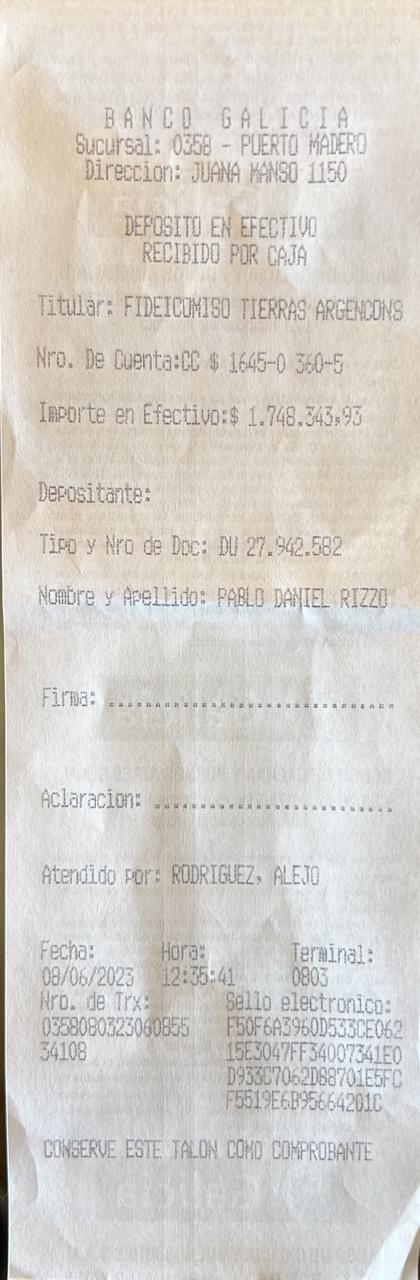 BANCO GALICIA
Sucursal: 0358 - PUERTO MADERO
Direccion: JUANA MANSO 1150
DEPOSITO EN EFECTIVO
RECIBIDO POR CAJA
Titular: FIDEICOMISO TIERRAS ARGENCONS
Nro. De Cuenta:CC $ 1645-0 360-5
Importe en Efectivo:$ 1.748.343,93
Depositante:
Tipo y Nro de Doc: DU 27.942.582
Nombre y Apellido: PABLO DANIEL RIZZO
Firma: ................................
Aclaracion: ..........................
Atendido por: RODRIGUEZ, ALEJO
Fecha: Hora: Terminal:
08/06/2023 12:35:41 0803
Nro. de Trx: Sello electronico:
0358080323060855 F50F6A3960D533CE062
34108 15E3047FF34007341E0
D933C7062D88701E5FC
F5519E6B95664201C
CONSERVE ESTE TALON COMO COMPROBANTE